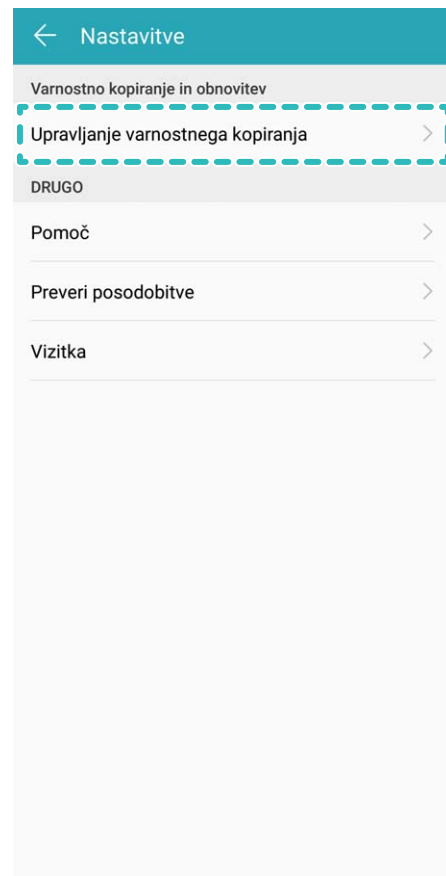 Nastavitve
Varnostno kopiranje in obnovitev
Upravljanje varnostnega kopiranja
DRUGO
Pomoč
Preveri posodobitve
Vizitka